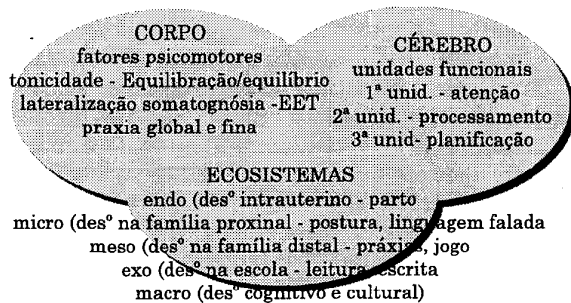 CORPO
fatores psicomotores
tonicidade - Equilibração/equilíbrio
lateralização somatognósia -EET
praxia global e fina
CÉREBRO
unidades funcionais
1ª unid. - atenção
2ª unid. - processamento
3ª unid- planificação
ECOSISTEMAS
endo (desº intrauterino - parto
micro (desº na família proxinal - postura, linguagem falada
meso (desº na família distal - práxias, jogo
exo (desº na escola - leitura, escrita
macro (desº cognitivo e cultural)